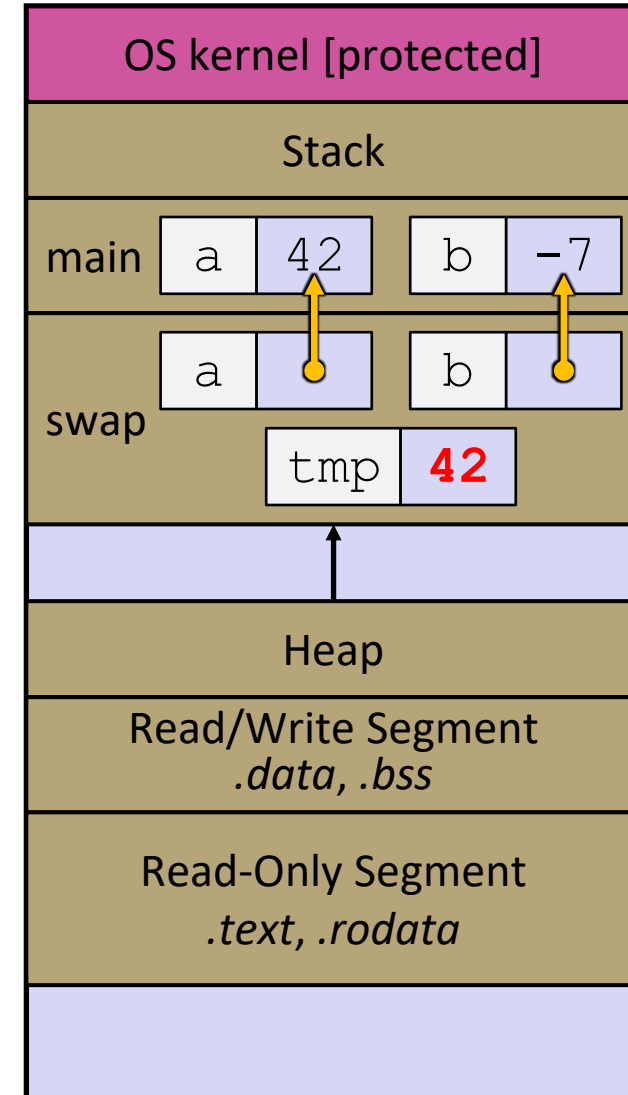 OS kernel [protected]
Stack
main a 42 b -7
swap a b
tmp 42
Heap
Read/Write Segment
.data, .bss
Read-Only Segment
.text, .rodata